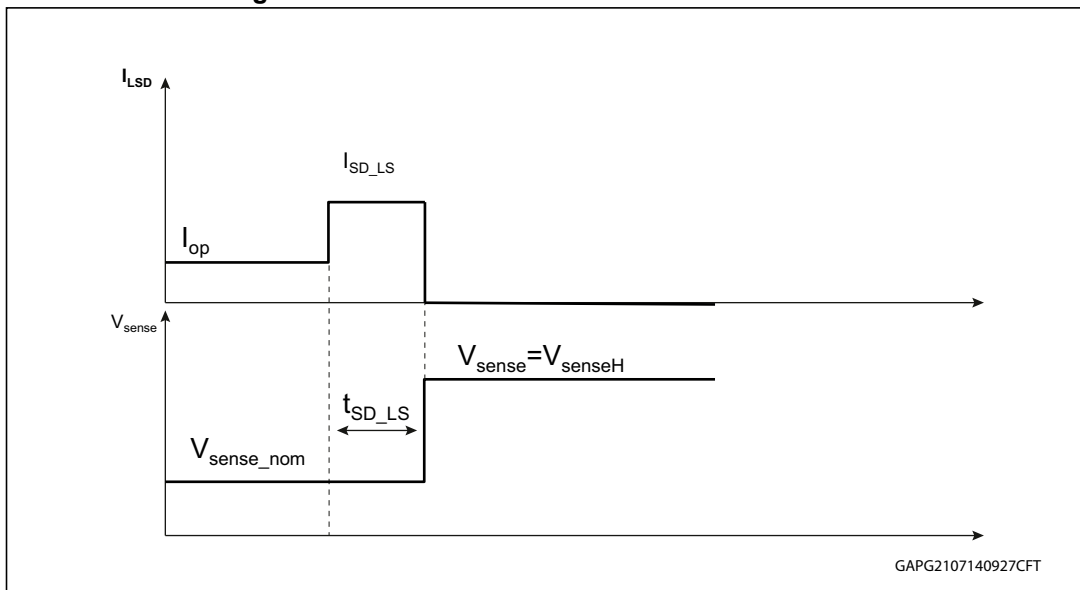 I_LSD
I_SD_LS
I_op
V_sense
V_sense=V_senseH
t_SD_LS
V_sense_nom
GAPG2107140927CFT